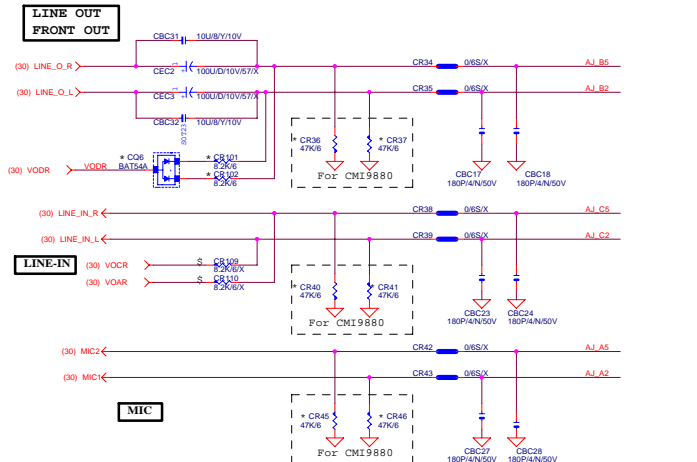 LINE OUT
FRONT OUT
CBC31 10U/8/Y/10V
(30) LINE_O_R CR34 0/6S/X AJ_B5
CEC2 1 100U/D/10V/57/X
(30) LINE_O_L CR35 0/6S/X AJ_B2
CEC3 1 100U/D/10V/57/X
CBC32 10U/8/Y/10V
SOT23
* CR36 * CR37
47K/6 47K/6
* CQ6
BAT54A
* CR101
8.2K/6
(30) VODR VODR
* CR102
8.2K/6
For CMI9880
CBC17 CBC18
180P/4/N/50V 180P/4/N/50V
(30) LINE_IN_R CR38 0/6S/X AJ_C5
(30) LINE_IN_L CR39 0/6S/X AJ_C2
LINE-IN
(30) VOCR $ CR109
8.2K/6/X
(30) VOAR $ CR110
8.2K/6/X
* CR40 * CR41
47K/6 47K/6
For CMI9880
CBC23 CBC24
180P/4/N/50V 180P/4/N/50V
(30) MIC2 CR42 0/6S/X AJ_A5
(30) MIC1 CR43 0/6S/X AJ_A2
MIC
* CR45 * CR46
47K/6 47K/6
For CMI9880
CBC27 CBC28
180P/4/N/50V 180P/4/N/50V